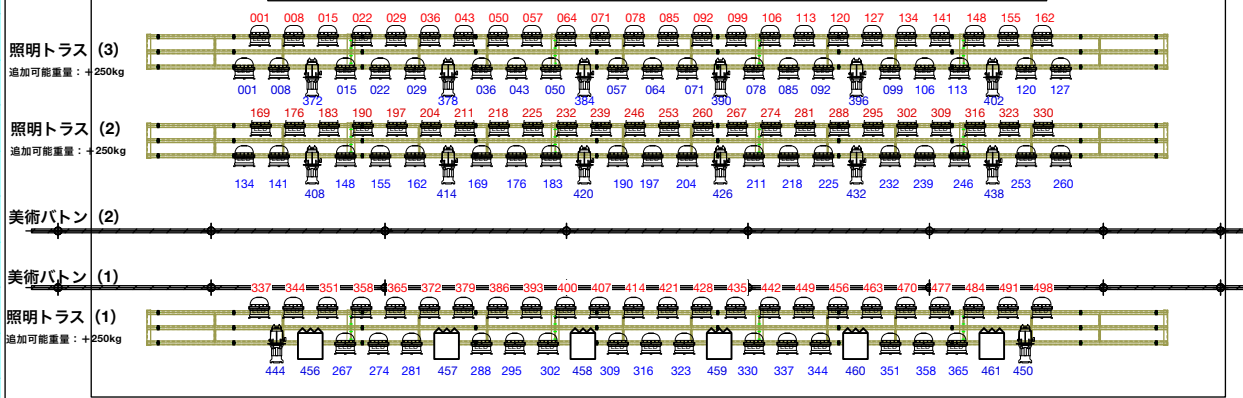 001 008 015 022 029 036 043 050 057 064 071 078 085 092 099 106 113 120 127 134 141 148 155 162
照明トラス（3）
追加可能重量：＋250kg
001 008 372 015 022 029 378 036 043 050 384 057 064 071 390 078 085 092 396 099 106 113 402 120 127
169 176 183 190 197 204 211 218 225 232 239 246 253 260 267 274 281 288 295 302 309 316 323 330
照明トラス（2）
追加可能重量：＋250kg
134 141 408 148 155 162 414 169 176 183 420 190 197 204 426 211 218 225 432 232 239 246 438 253 260
美術バトン（2）
美術バトン（1）
337 344 351 358 365 372 379 386 393 400 407 414 421 428 435 442 449 456 463 470 477 484 491 498
照明トラス（1）
追加可能重量：＋250kg
444 456 267 274 281 457 288 295 302 458 309 316 323 459 330 337 344 460 351 358 365 461 450